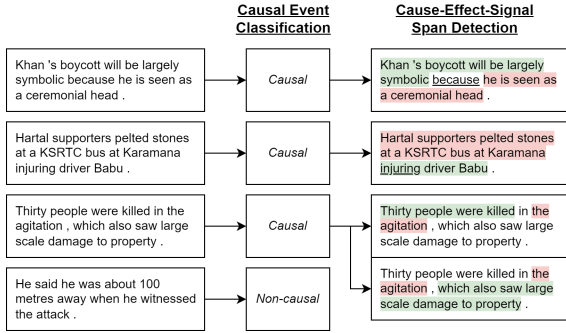 Causal Event
Classification
Cause-Effect-Signal
Span Detection
Khan 's boycott will be largely
symbolic because he is seen as
a ceremonial head .
Causal
Khan 's boycott will be largely
symbolic because he is seen as
a ceremonial head .
Hartal supporters pelted stones
at a KSRTC bus at Karamana
injuring driver Babu .
Causal
Hartal supporters pelted stones
at a KSRTC bus at Karamana
injuring driver Babu .
Thirty people were killed in the
agitation , which also saw large
scale damage to property .
Causal
Thirty people were killed in the
agitation , which also saw large
scale damage to property .
Thirty people were killed in the
agitation , which also saw large
scale damage to property .
He said he was about 100
metres away when he witnessed
the attack .
Non-causal